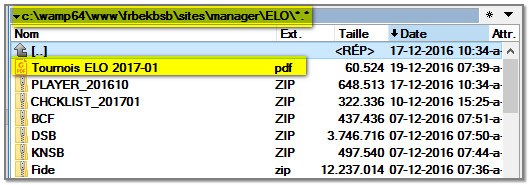 c:\wamp64\www\frbekbsb\sites\manager\ELO\*.*
Nom Ext. Taille Date Attr.
[..] <RÉP> 17-12-2016 10:34 -a-
Tournois ELO 2017-01 pdf 60.524 19-12-2016 07:39 -a-
PLAYER_201610 ZIP 648.513 17-12-2016 10:34 -a-
CHCKLIST_201701 ZIP 322.336 10-12-2016 15:25 -a-
BCF ZIP 437.436 07-12-2016 07:51 -a-
DSB ZIP 3.746.716 07-12-2016 07:50 -a-
KNSB ZIP 497.540 07-12-2016 07:44 -a-
Fide zip 12.237.014 07-12-2016 07:36 -a-